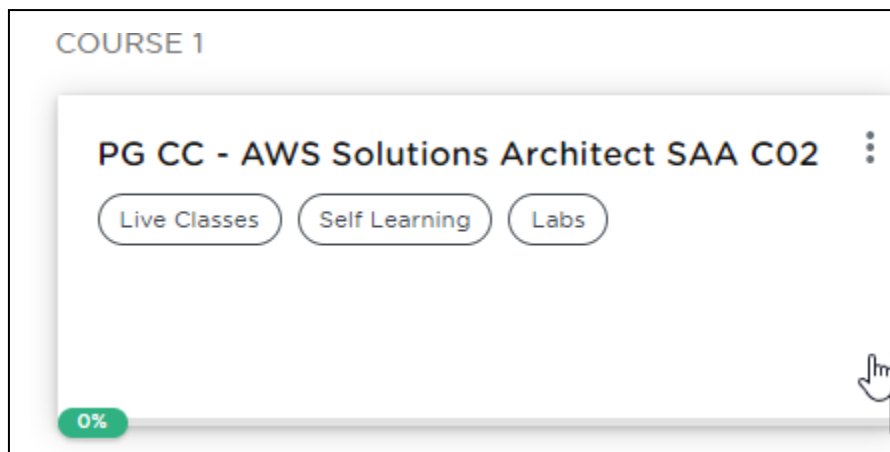 COURSE 1
PG CC - AWS Solutions Architect SAA C02
Live Classes Self Learning Labs
0%